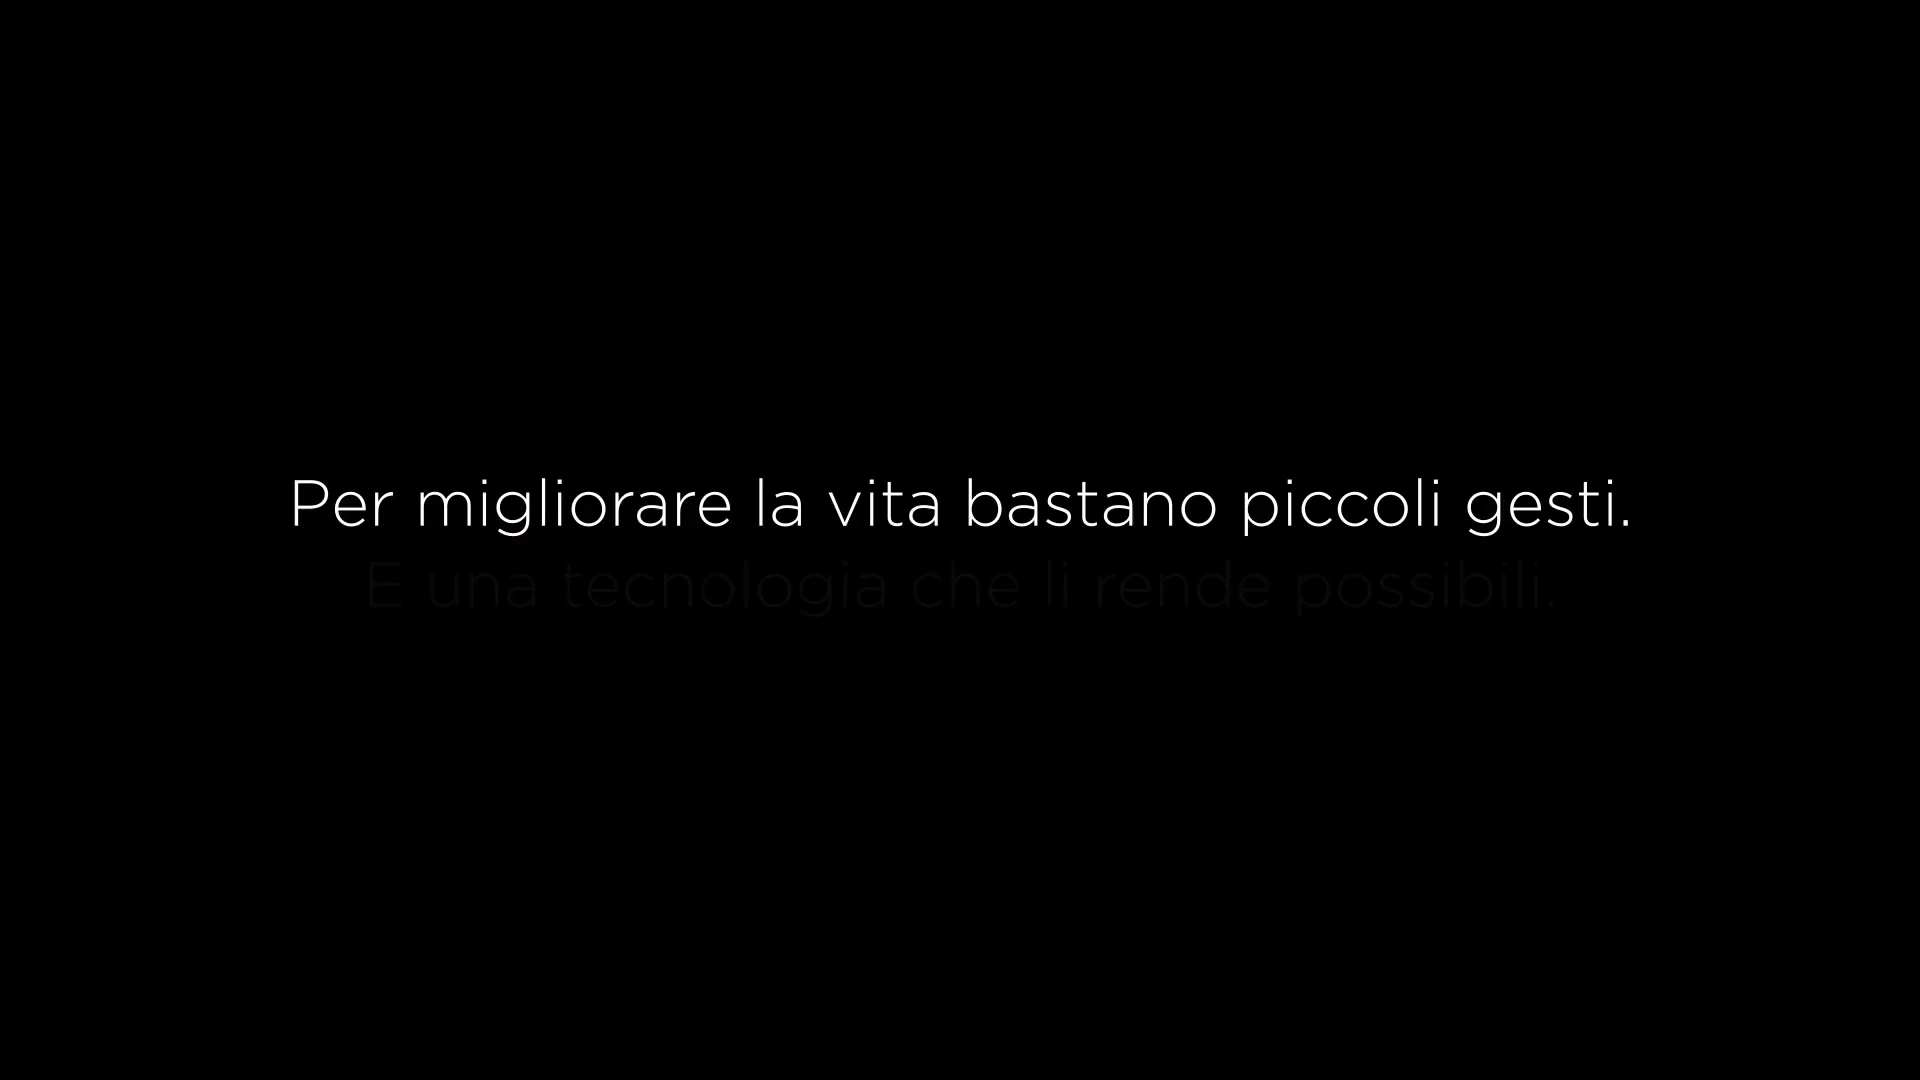 Per migliorare la vita bastano piccoli gesti.
E una tecnologia che li rende possibili.